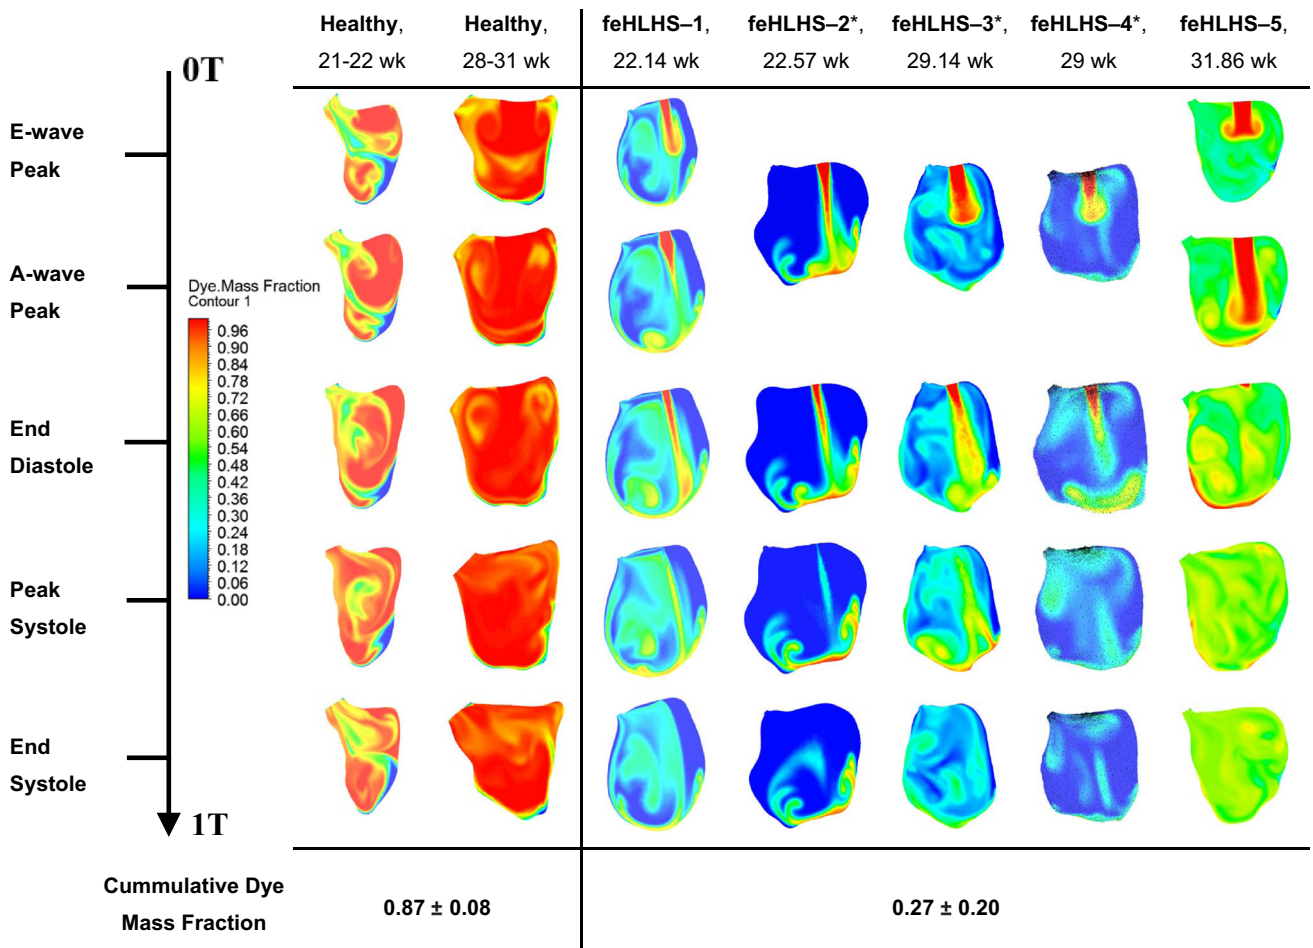 Healthy,
21-22 wk
Healthy,
28-31 wk
feHLHS–1,
22.14 wk
feHLHS–2*,
22.57 wk
feHLHS–3*,
29.14 wk
feHLHS–4*,
29 wk
feHLHS–5,
31.86 wk
0T
E-wave
Peak
A-wave
Peak
Dye.Mass Fraction
Contour 1
0.96
0.90
0.84
0.78
0.72
0.66
0.60
0.54
0.48
0.42
0.36
0.30
0.24
0.18
0.12
0.06
0.00
End
Diastole
Peak
Systole
End
Systole
1T
Cummulative Dye
Mass Fraction
0.87 ± 0.08
0.27 ± 0.20